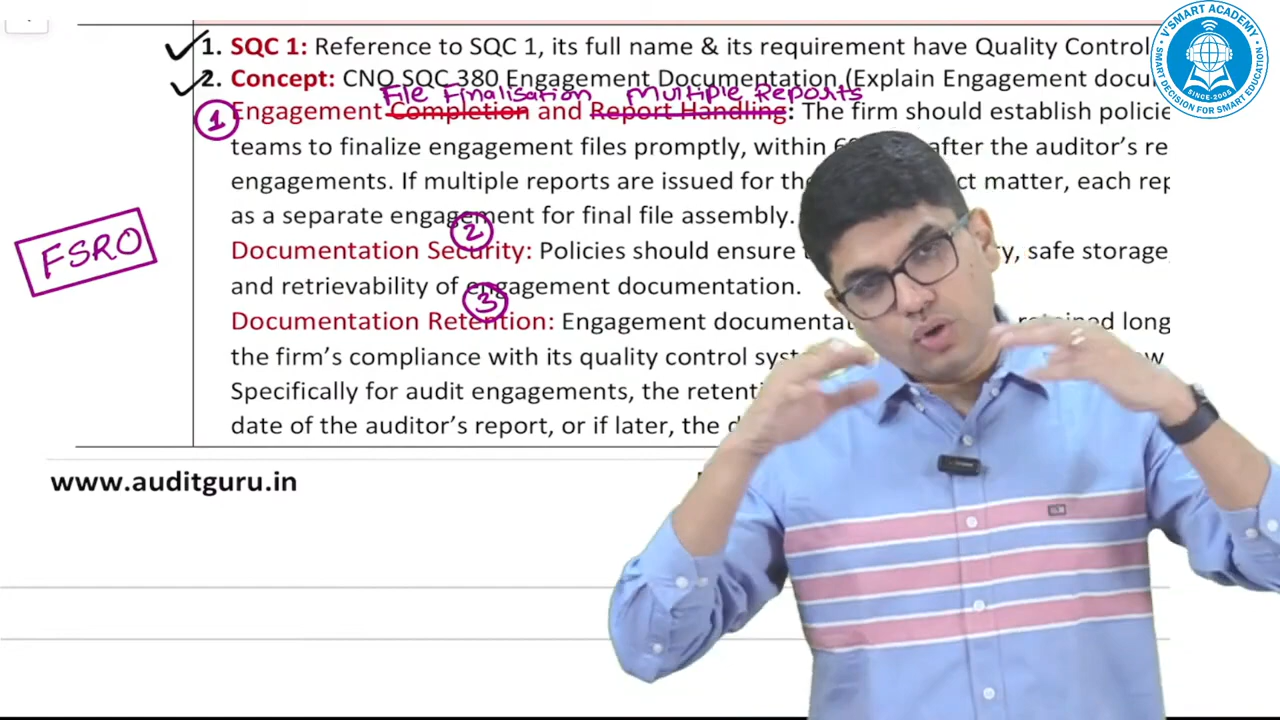 1. SQC 1: Reference to SQC 1, its full name & its requirement have Quality Control
2. Concept: CNO SQC 380 Engagement Documentation (Explain Engagement docu
File Finalisation Multiple Reports
1 Engagement Completion and Report Handling: The firm should establish policie
teams to finalize engagement files promptly, within after the auditor's re
engagements. If multiple reports are issued for the ct matter, each rep
as a separate engagement for final file assembly.
2
FSRO
Documentation Security: Policies should ensure y, safe storage,
and retrievability of engagement documentation.
3
Documentation Retention: Engagement documentat retained long
the firm's compliance with its quality control syst
Specifically for audit engagements, the retenti
date of the auditor's report, or if later, the d
www.auditguru.in
V'SMART ACADEMY
SINCE-2005
SMART DECISION FOR SMART EDUCATION